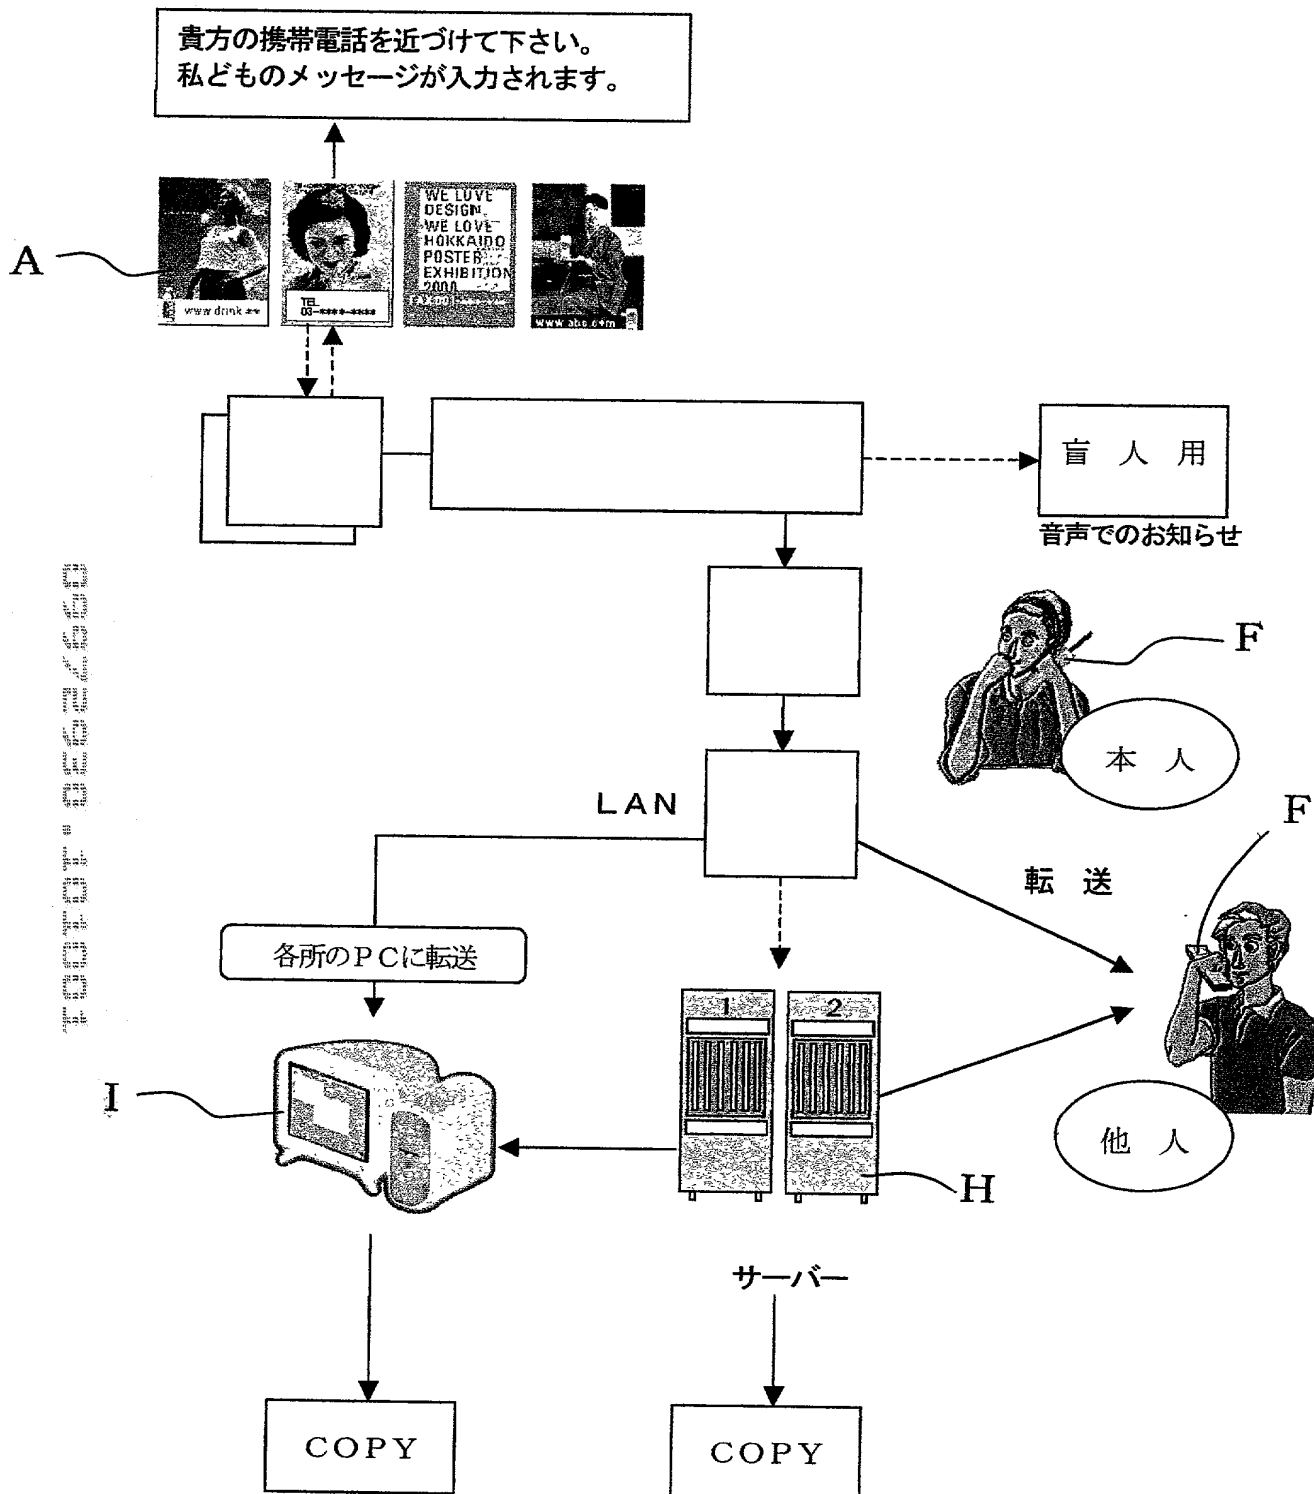 貴方の携帯電話を近づけて下さい。
私どものメッセージが入力されます。
A
www drink **
TEL
03-****-****
WE LOVE
DESIGN
WE LOVE
HOKKAIDO
POSTER
EXHIBITION
2000
盲 人 用
音声でのお知らせ
F
本 人
LAN
F
転 送
各所のPCに転送
1
2
I
H
他 人
サーバー
COPY
COPY